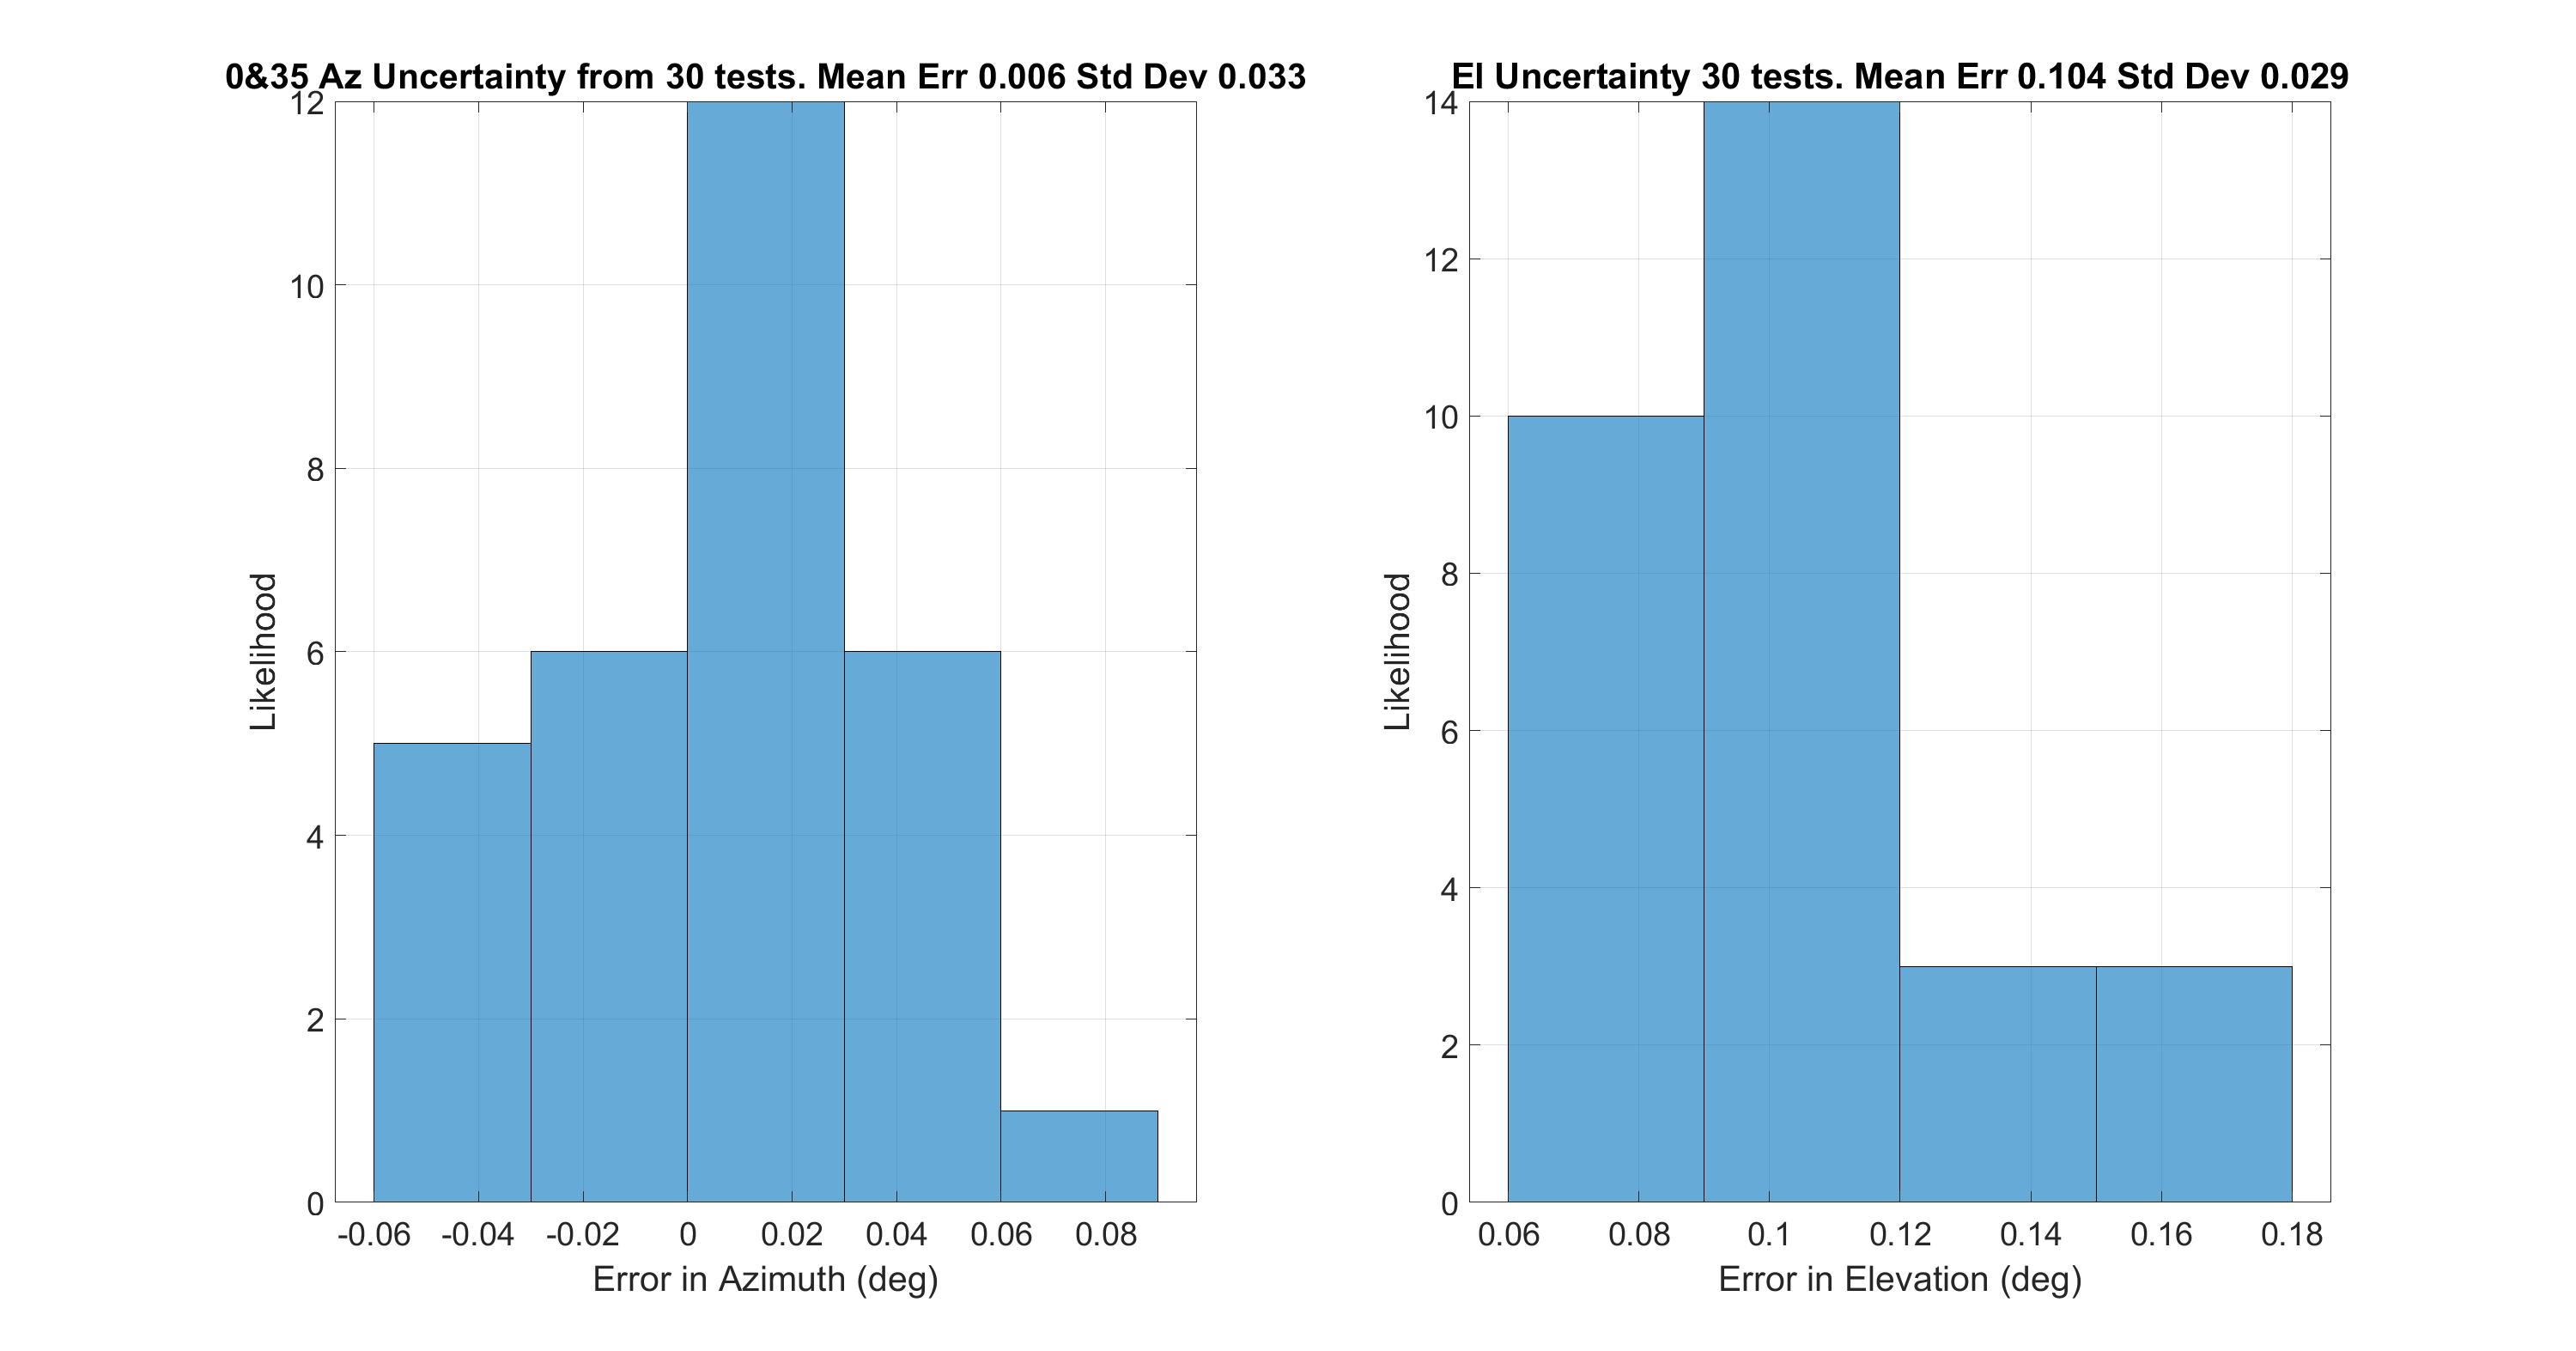 0&35 Az Uncertainty from 30 tests. Mean Err 0.006 Std Dev 0.033
12
10
8
6
4
2
0
Likelihood
-0.06 -0.04 -0.02 0 0.02 0.04 0.06 0.08
Error in Azimuth (deg)
El Uncertainty 30 tests. Mean Err 0.104 Std Dev 0.029
14
12
10
8
6
4
2
0
Likelihood
0.06 0.08 0.1 0.12 0.14 0.16 0.18
Error in Elevation (deg)